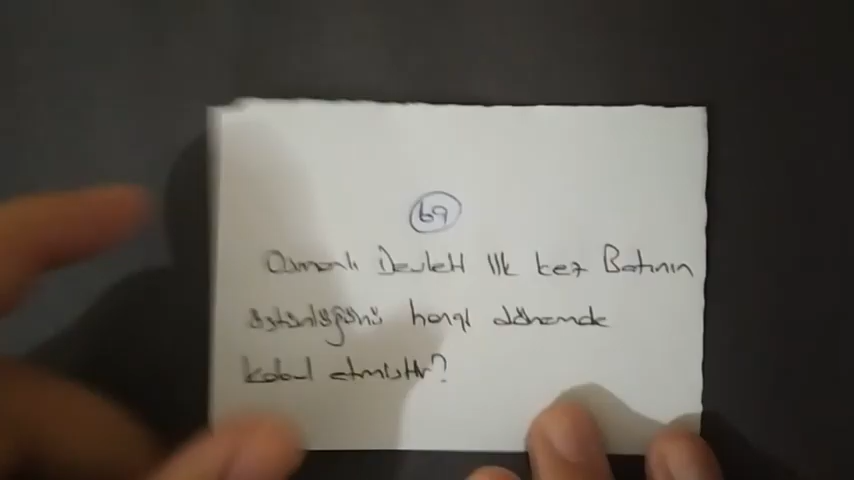 69
Osmanlı Devleti ilk kez Batının
üstünlüğünü hangi dönemde
kabul etmiştir?